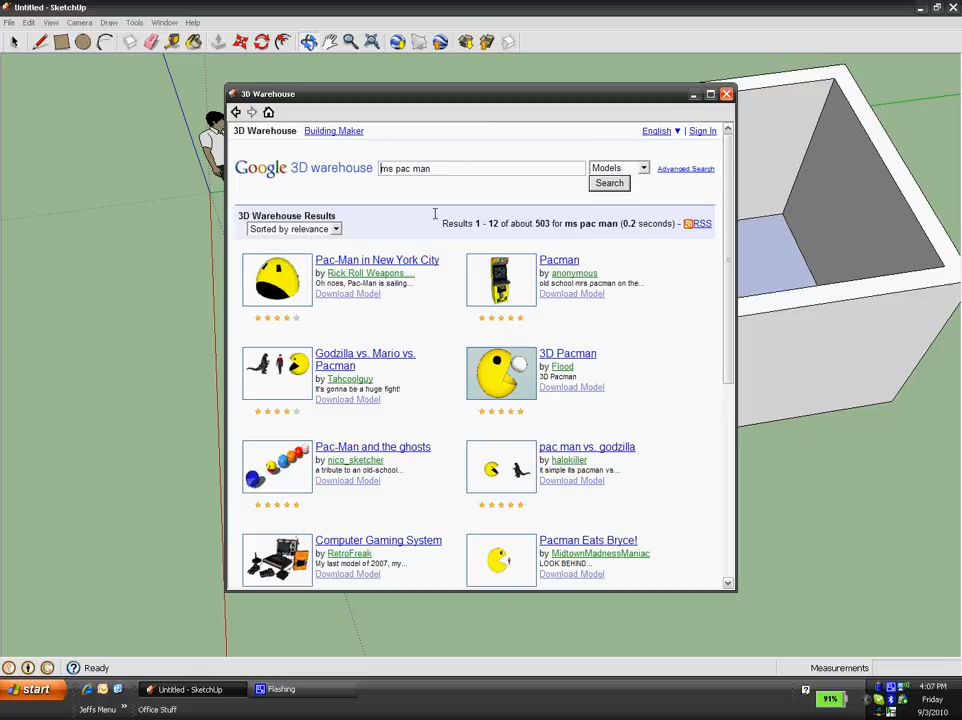 Untitled - SketchUp
File Edit View Camera Draw Tools Window Help
3D Warehouse
3D Warehouse Building Maker English ▼ | Sign In
Google 3D warehouse ms pac man Models Advanced Search
Search
3D Warehouse Results
Sorted by relevance
Results 1 - 12 of about 503 for ms pac man (0.2 seconds) - RSS
Pac-Man in New York City
by Rick Roll Weapons....
Oh noes, Pac-Man is sailing...
Download Model
Pacman
by anonymous
old school mrs pacman on the...
Download Model
Godzilla vs. Mario vs.
Pacman
by Tahcoolguy
It's gonna be a huge fight!
Download Model
3D Pacman
by Flood
3D Pacman
Download Model
Pac-Man and the ghosts
by nico_sketcher
a tribute to an old-school...
Download Model
pac man vs. godzilla
by halokiller
it simple its pacman vs...
Download Model
Computer Gaming System
by RetroFreak
My last model of 2007, my...
Download Model
Pacman Eats Bryce!
by MidtownMadnessManiac
LOOK BEHIND...
Download Model
Ready Measurements
start Untitled - SketchUp Flashing 91% 4:07 PM
Friday
Jeffs Menu » Office Stuff 9/3/2010